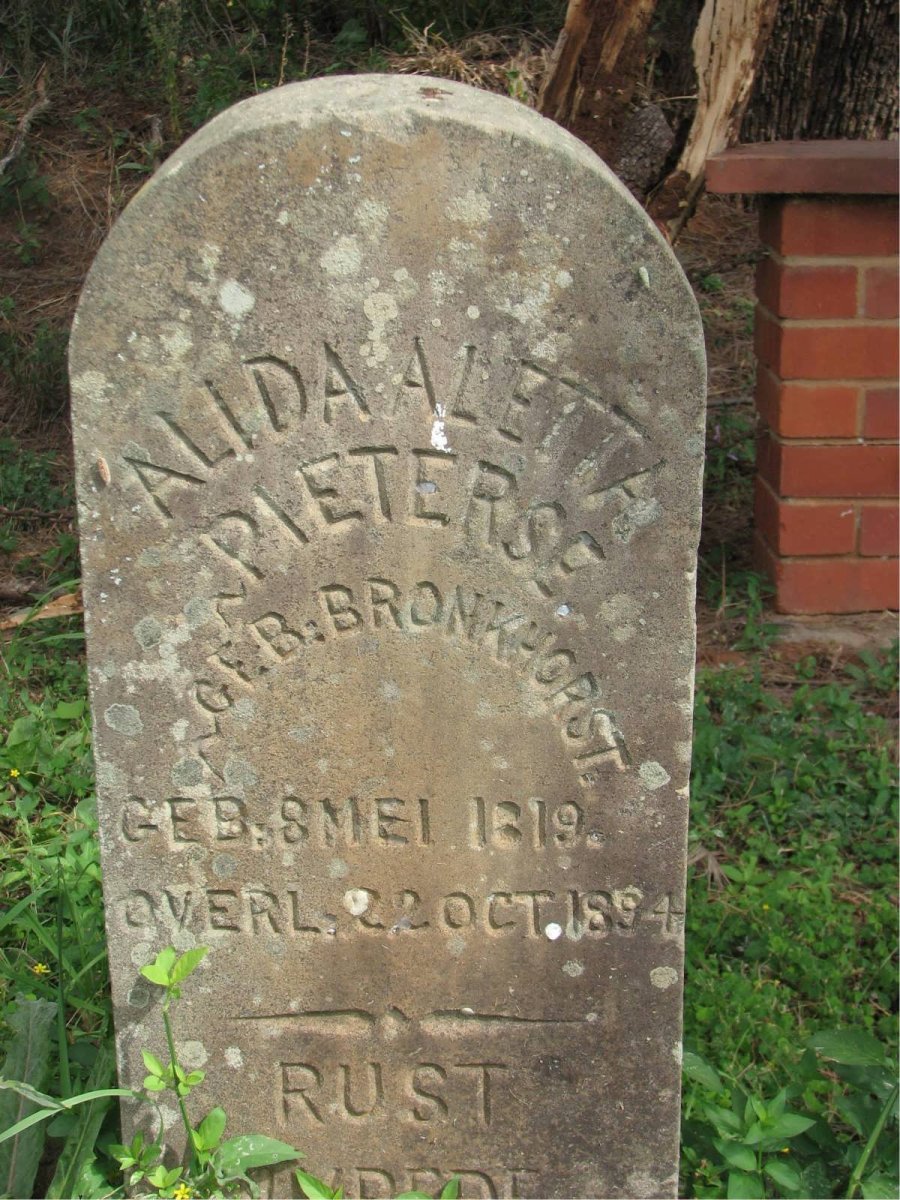 ALIDA ALETTA
PIETERSE
GEB. BRONKHORST.
GEB. 8 MEI 1819.
OVERL. 22 OCT. 1894
RUST